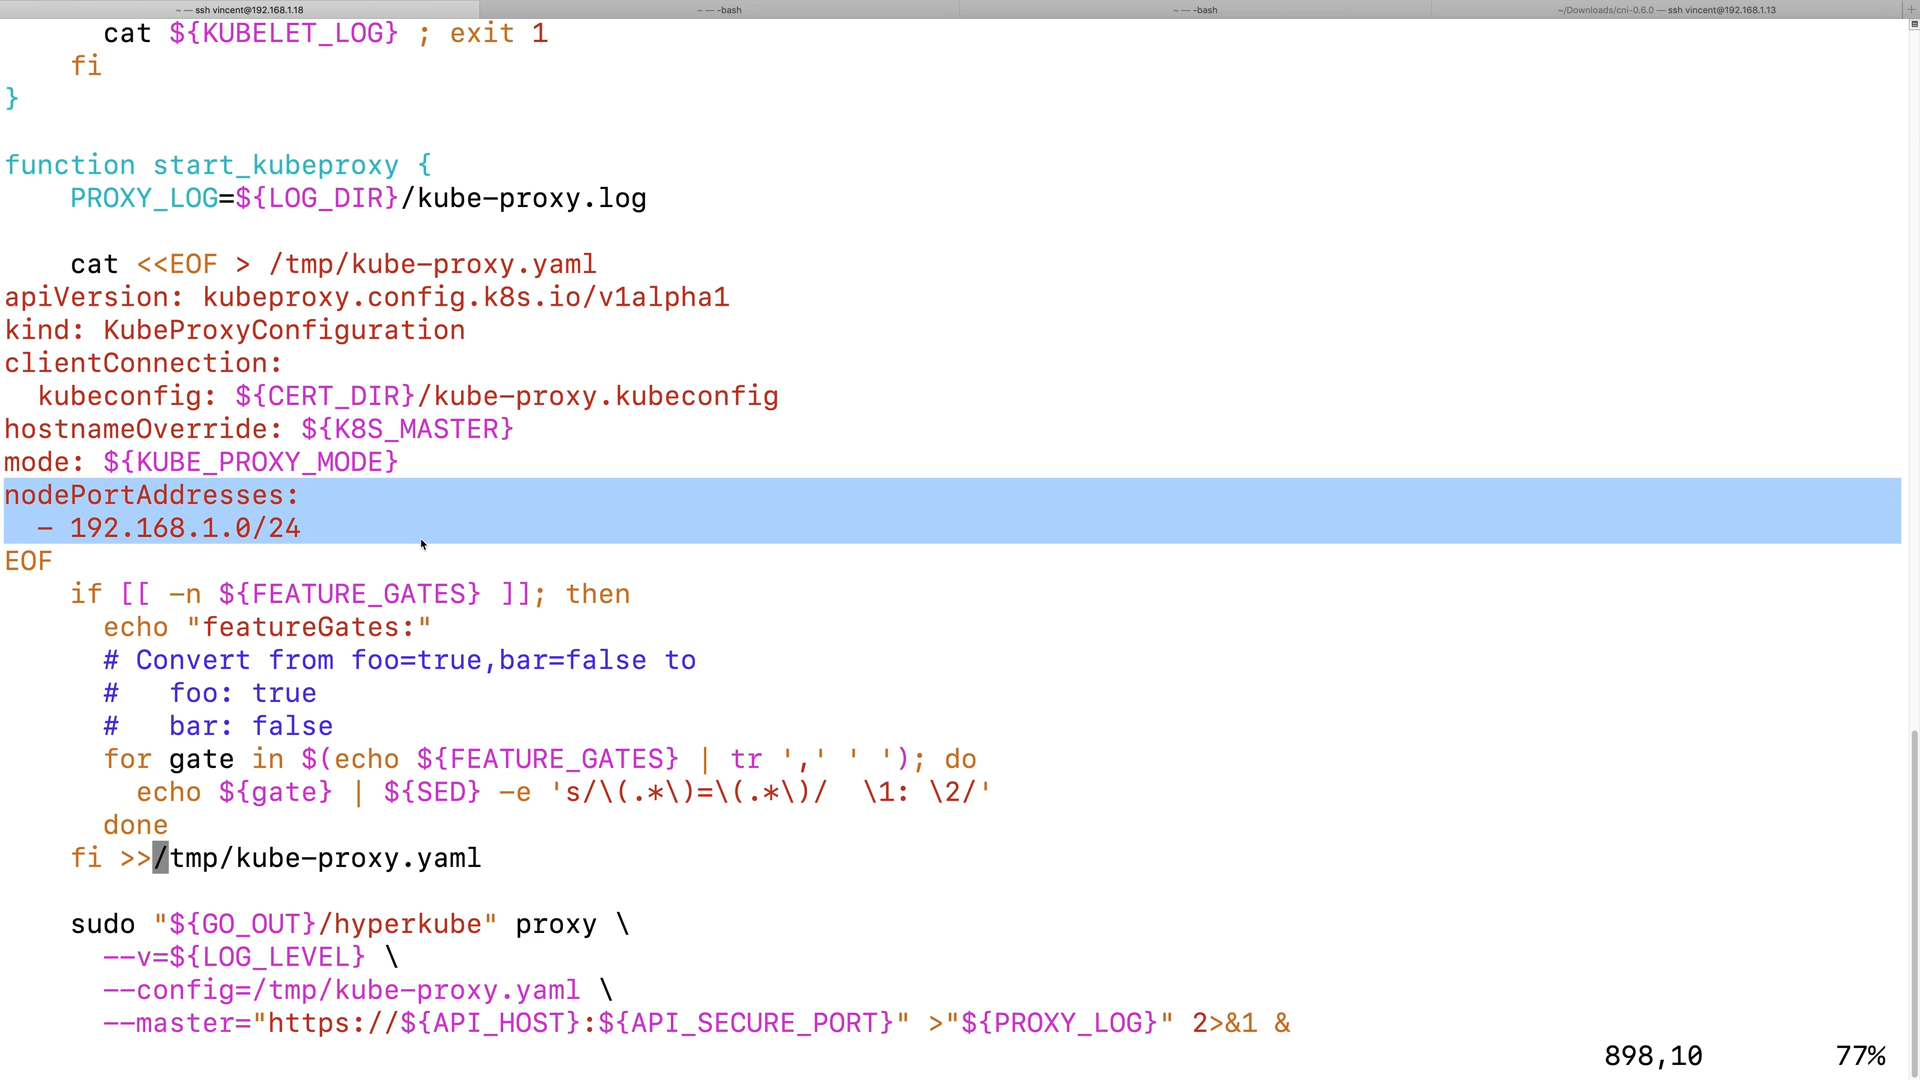 ~ — ssh vincent@192.168.1.18
~ — -bash
~ — -bash
~/Downloads/cni-0.6.0 — ssh vincent@192.168.1.13
cat ${KUBELET_LOG} ; exit 1
fi
}
function start_kubeproxy {
PROXY_LOG=${LOG_DIR}/kube-proxy.log
cat <<EOF > /tmp/kube-proxy.yaml
apiVersion: kubeproxy.config.k8s.io/v1alpha1
kind: KubeProxyConfiguration
clientConnection:
kubeconfig: ${CERT_DIR}/kube-proxy.kubeconfig
hostnameOverride: ${K8S_MASTER}
mode: ${KUBE_PROXY_MODE}
nodePortAddresses:
- 192.168.1.0/24
EOF
if [[ -n ${FEATURE_GATES} ]]; then
echo "featureGates:"
# Convert from foo=true,bar=false to
#   foo: true
#   bar: false
for gate in $(echo ${FEATURE_GATES} | tr ',' ' '); do
echo ${gate} | ${SED} -e 's/\(.*\)=\(.*\)/  \1: \2/'
done
fi >>/tmp/kube-proxy.yaml
sudo "${GO_OUT}/hyperkube" proxy \
--v=${LOG_LEVEL} \
--config=/tmp/kube-proxy.yaml \
--master="https://${API_HOST}:${API_SECURE_PORT}" >"${PROXY_LOG}" 2>&1 &
898,10 77%